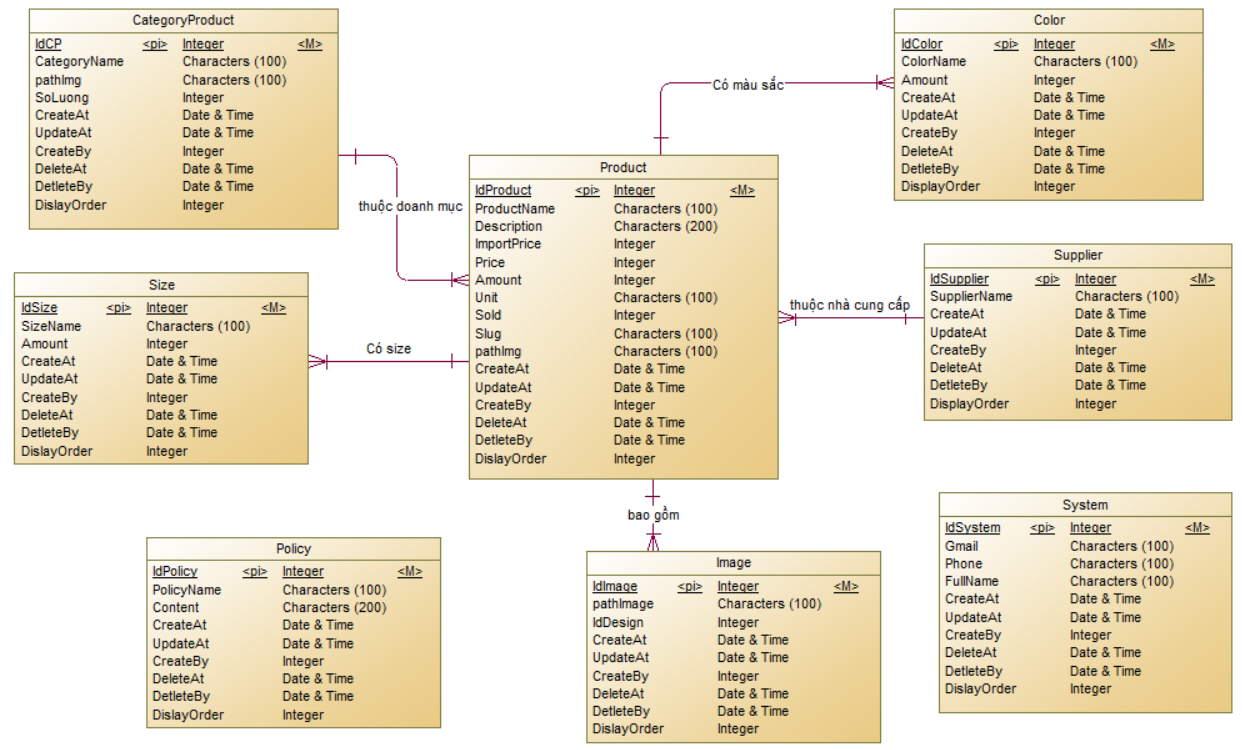 CategoryProduct
IdCP <pi> Integer <M>
CategoryName Characters (100)
pathImg Characters (100)
SoLuong Integer
CreateAt Date & Time
UpdateAt Date & Time
CreateBy Integer
DeleteAt Date & Time
DetleteBy Date & Time
DislayOrder Integer
Color
IdColor <pi> Integer <M>
ColorName Characters (100)
Amount Integer
CreateAt Date & Time
UpdateAt Date & Time
CreateBy Integer
DeleteAt Date & Time
DetleteBy Date & Time
DisplayOrder Integer
Có màu sắc
thuộc doanh mục
Product
IdProduct <pi> Integer <M>
ProductName Characters (100)
Description Characters (200)
ImportPrice Integer
Price Integer
Amount Integer
Unit Characters (100)
Sold Integer
Slug Characters (100)
pathImg Characters (100)
CreateAt Date & Time
UpdateAt Date & Time
CreateBy Integer
DeleteAt Date & Time
DetleteBy Date & Time
DislayOrder Integer
Size
IdSize <pi> Integer <M>
SizeName Characters (100)
Amount Integer
CreateAt Date & Time
UpdateAt Date & Time
CreateBy Integer
DeleteAt Date & Time
DetleteBy Date & Time
DislayOrder Integer
Có size
thuộc nhà cung cấp
Supplier
IdSupplier <pi> Integer <M>
SupplierName Characters (100)
CreateAt Date & Time
UpdateAt Date & Time
CreateBy Integer
DeleteAt Date & Time
DetleteBy Date & Time
DisplayOrder Integer
bao gồm
Policy
IdPolicy <pi> Integer <M>
PolicyName Characters (100)
Content Characters (200)
CreateAt Date & Time
UpdateAt Date & Time
CreateBy Integer
DeleteAt Date & Time
DetleteBy Date & Time
DislayOrder Integer
Image
IdImage <pi> Integer <M>
pathImage Characters (100)
IdDesign Integer
CreateAt Date & Time
UpdateAt Date & Time
CreateBy Integer
DeleteAt Date & Time
DetleteBy Date & Time
DislayOrder Integer
System
IdSystem <pi> Integer <M>
Gmail Characters (100)
Phone Characters (100)
FullName Characters (100)
CreateAt Date & Time
UpdateAt Date & Time
CreateBy Integer
DeleteAt Date & Time
DetleteBy Date & Time
DislayOrder Integer